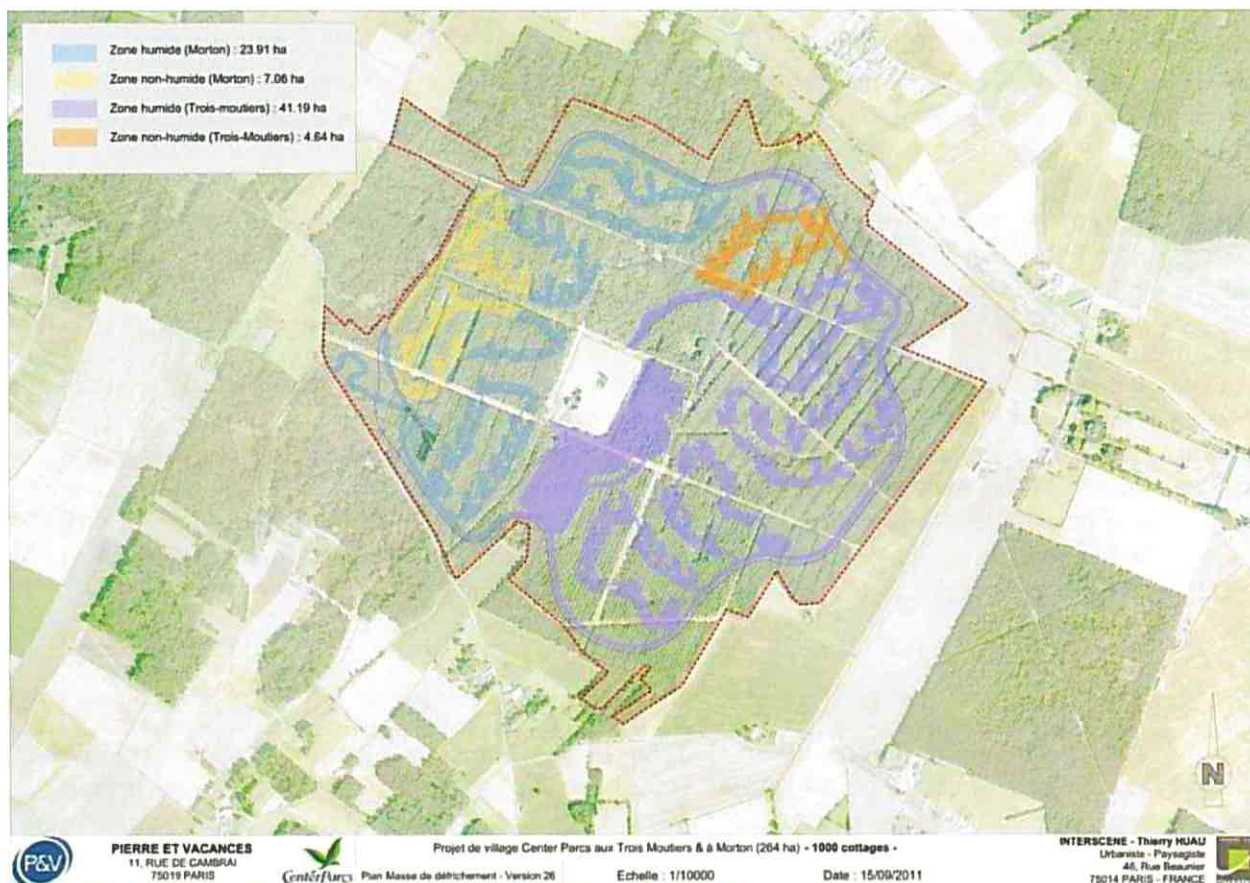 Zone humide (Morton) : 23.91 ha
Zone non-humide (Morton) : 7.06 ha
Zone humide (Trois-moutiers) : 41.19 ha
Zone non-humide (Trois-Moutiers) : 4.64 ha
N
P&V
PIERRE ET VACANCES
11, RUE DE CAMBRAI
75019 PARIS
CenterParcs
Projet de village Center Parcs aux Trois Moutiers & à Morton (264 ha) - 1000 cottages -
Plan Masse de défrichement - Version 26
Echelle : 1/10000
Date : 15/09/2011
INTERSCENE - Thierry HUAU
Urbaniste - Paysagiste
46, Rue Beaunier
75014 PARIS - FRANCE